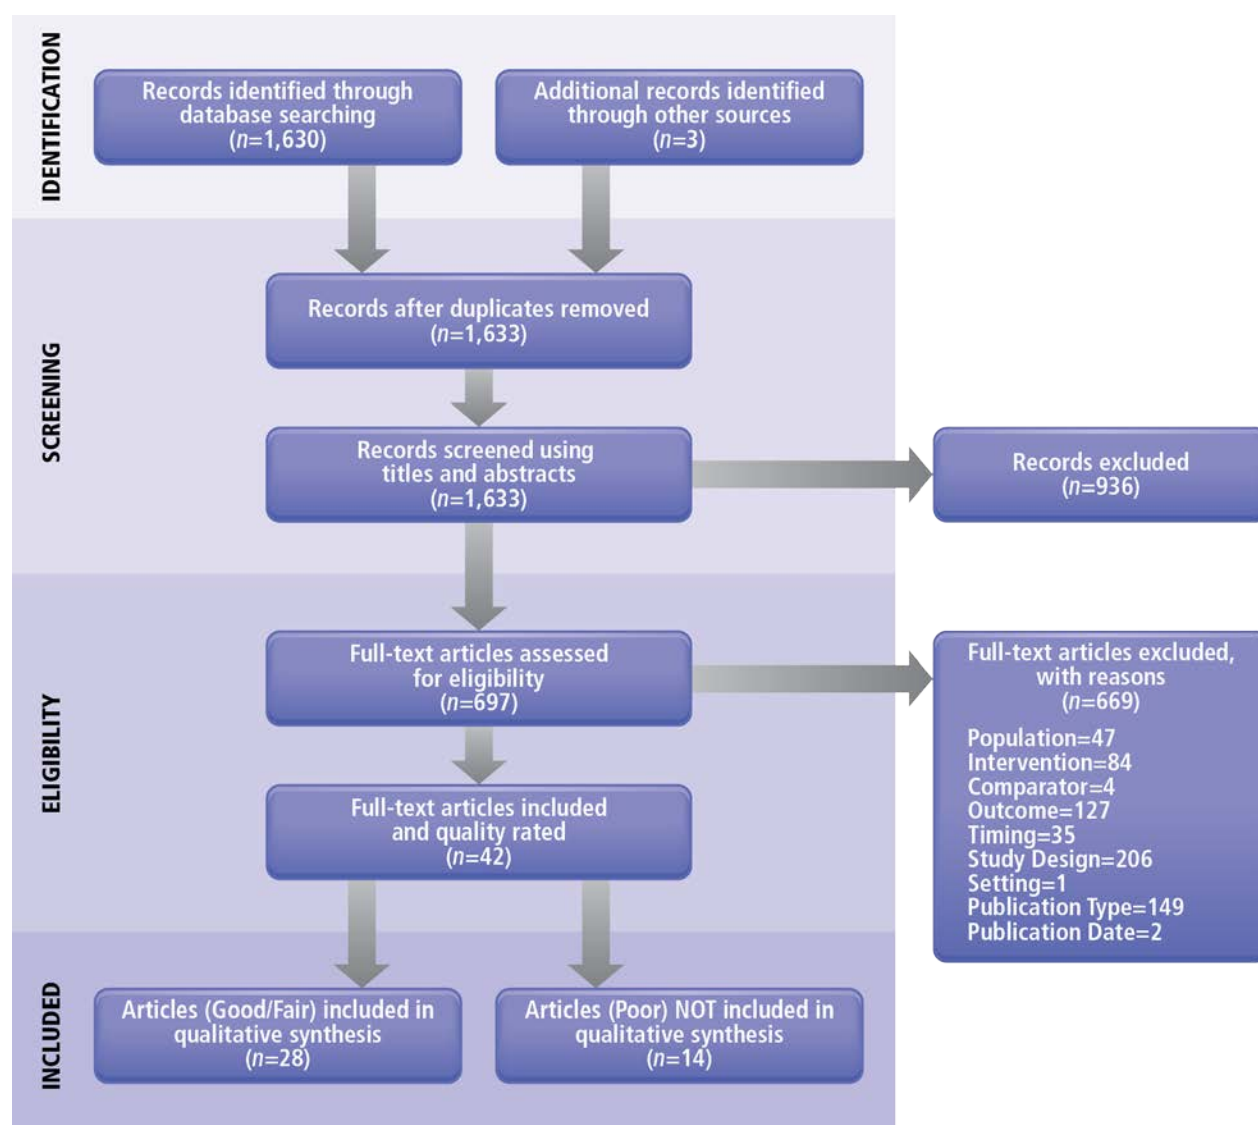 IDENTIFICATION
Records identified through
database searching
(n=1,630)
Additional records identified
through other sources
(n=3)
SCREENING
Records after duplicates removed
(n=1,633)
Records screened using
titles and abstracts
(n=1,633)
Records excluded
(n=936)
ELIGIBILITY
Full-text articles assessed
for eligibility
(n=697)
Full-text articles excluded,
with reasons
(n=669)
Population=47
Intervention=84
Comparator=4
Outcome=127
Timing=35
Study Design=206
Setting=1
Publication Type=149
Publication Date=2
Full-text articles included
and quality rated
(n=42)
INCLUDED
Articles (Good/Fair) included in
qualitative synthesis
(n=28)
Articles (Poor) NOT included in
qualitative synthesis
(n=14)